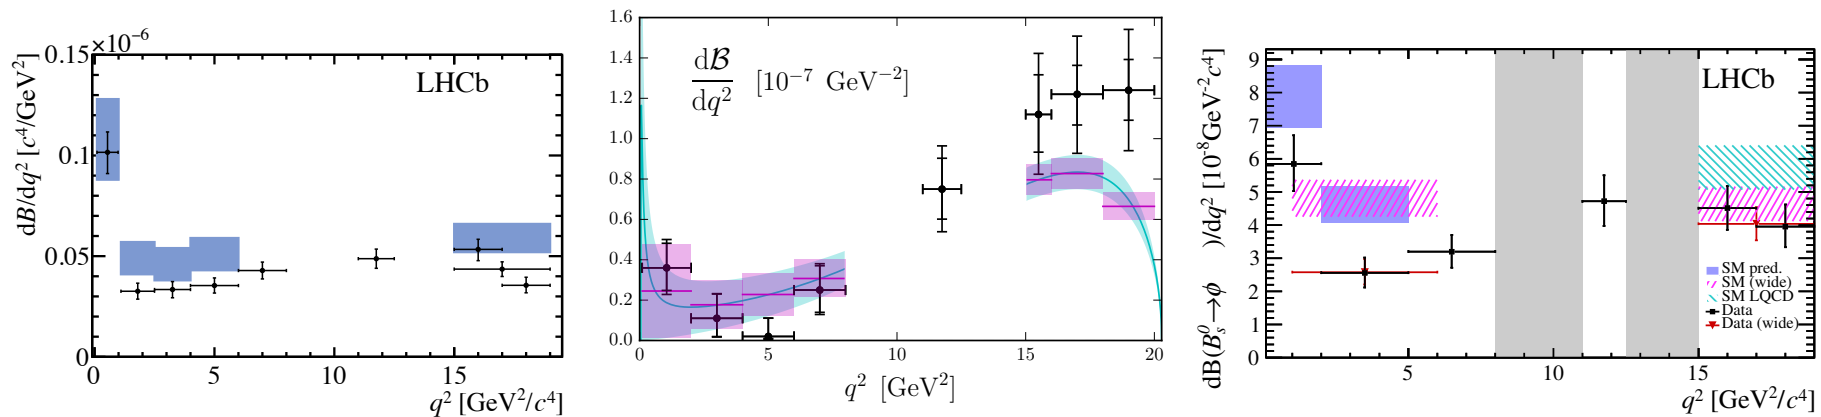 ×10⁻⁶
0.15
LHCb
dB/dq² [c⁴/GeV²]
0.1
0.05
0
0 5 10 15
q² [GeV²/c⁴]
1.6
1.4
1.2
1.0
0.8
0.6
0.4
0.2
0.0
dℬ/dq² [10⁻⁷ GeV⁻²]
0 5 10 15 20
q² [GeV²]
9
8
7
6
5
4
3
2
1
0
LHCb
dB(B_s⁰→ϕ )/dq² [10⁻⁸GeV⁻²c⁴]
SM pred.
SM (wide)
SM LQCD
Data
Data (wide)
5 10 15
q² [GeV²/c⁴]